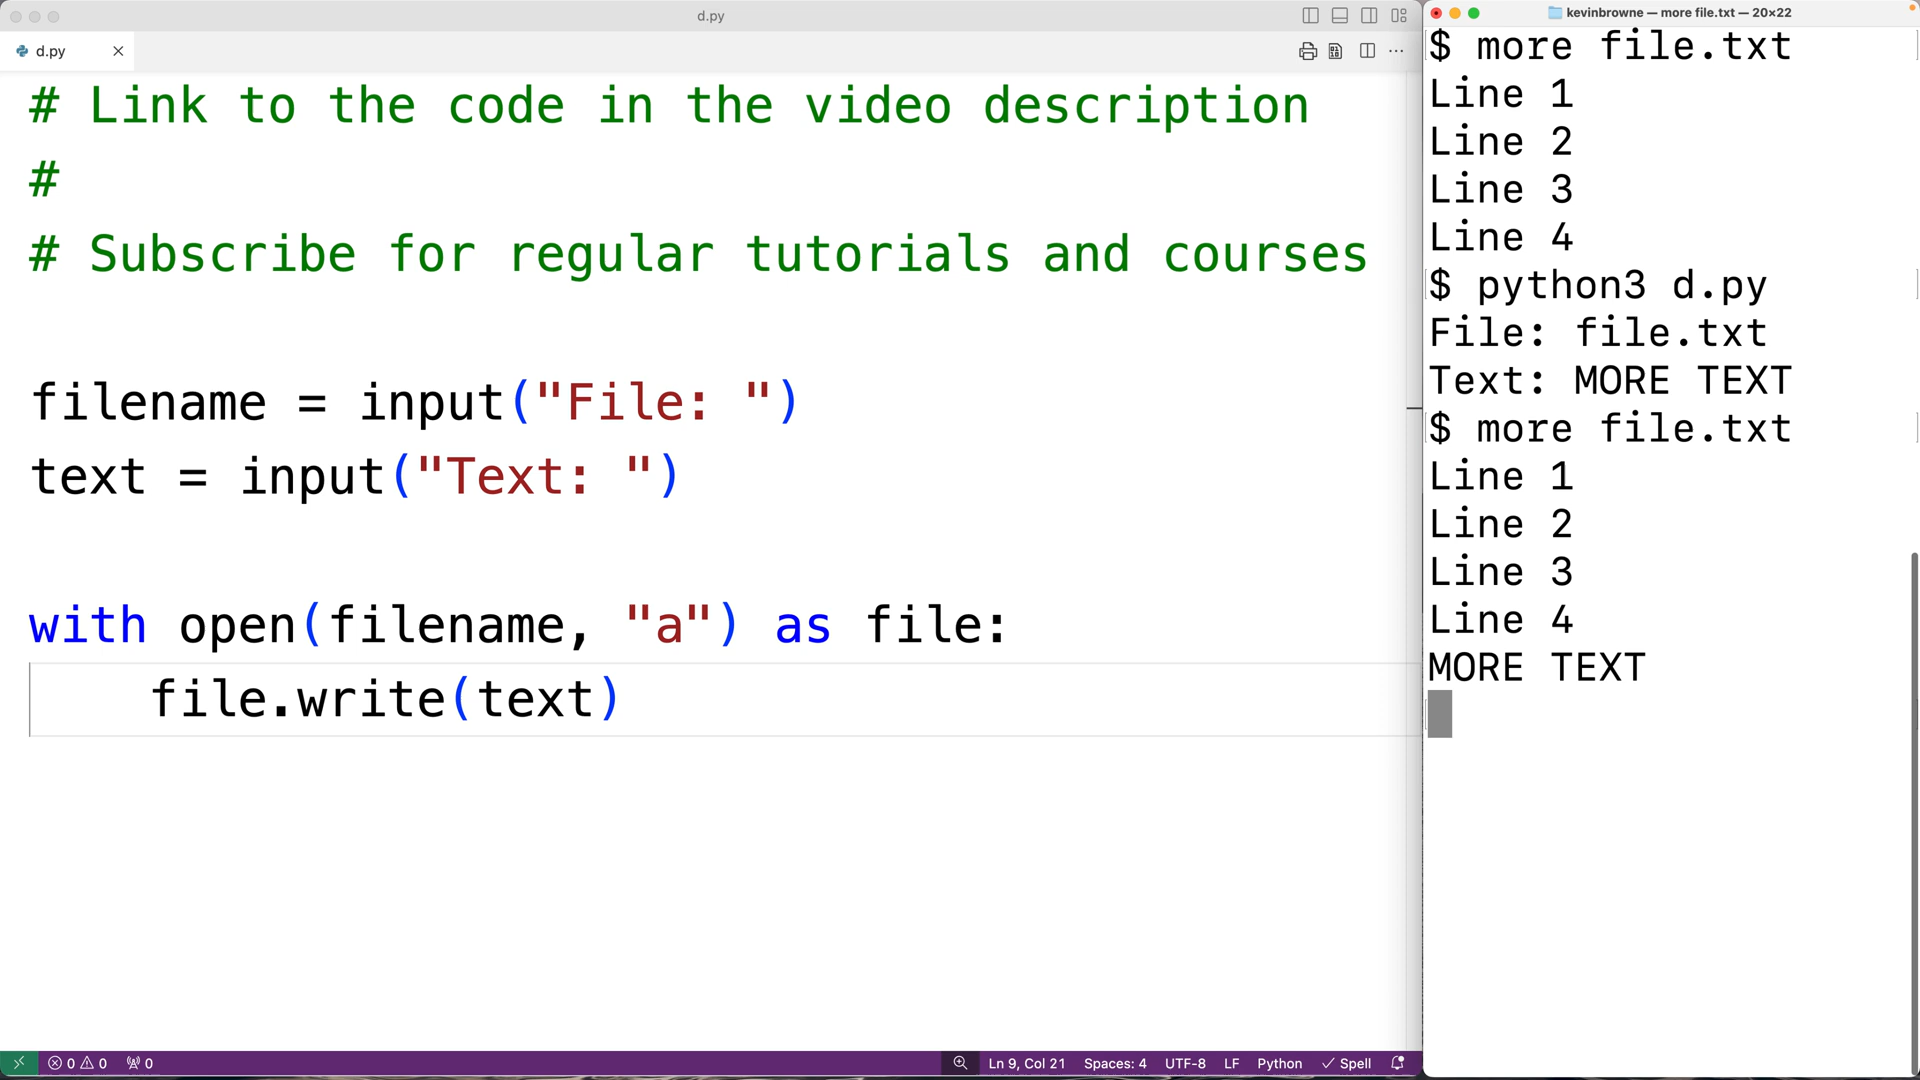 d.py
d.py
# Link to the code in the video description
#
# Subscribe for regular tutorials and courses
filename = input("File: ")
text = input("Text: ")
with open(filename, "a") as file:
file.write(text)
0 0 0
Ln 9, Col 21 Spaces: 4 UTF-8 LF Python Spell
kevinbrowne — more file.txt — 20×22
$ more file.txt
Line 1
Line 2
Line 3
Line 4
$ python3 d.py
File: file.txt
Text: MORE TEXT
$ more file.txt
Line 1
Line 2
Line 3
Line 4
MORE TEXT